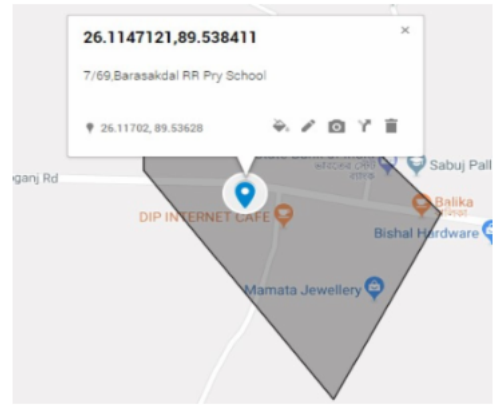 26.1147121,89.538411
7/69,Barasakdal RR Pry School
26.11702, 89.53628
oganj Rd
Sabuj Pall
DIP INTERNET CAFE
Balika
Bishal Hardware
Mamata Jewellery